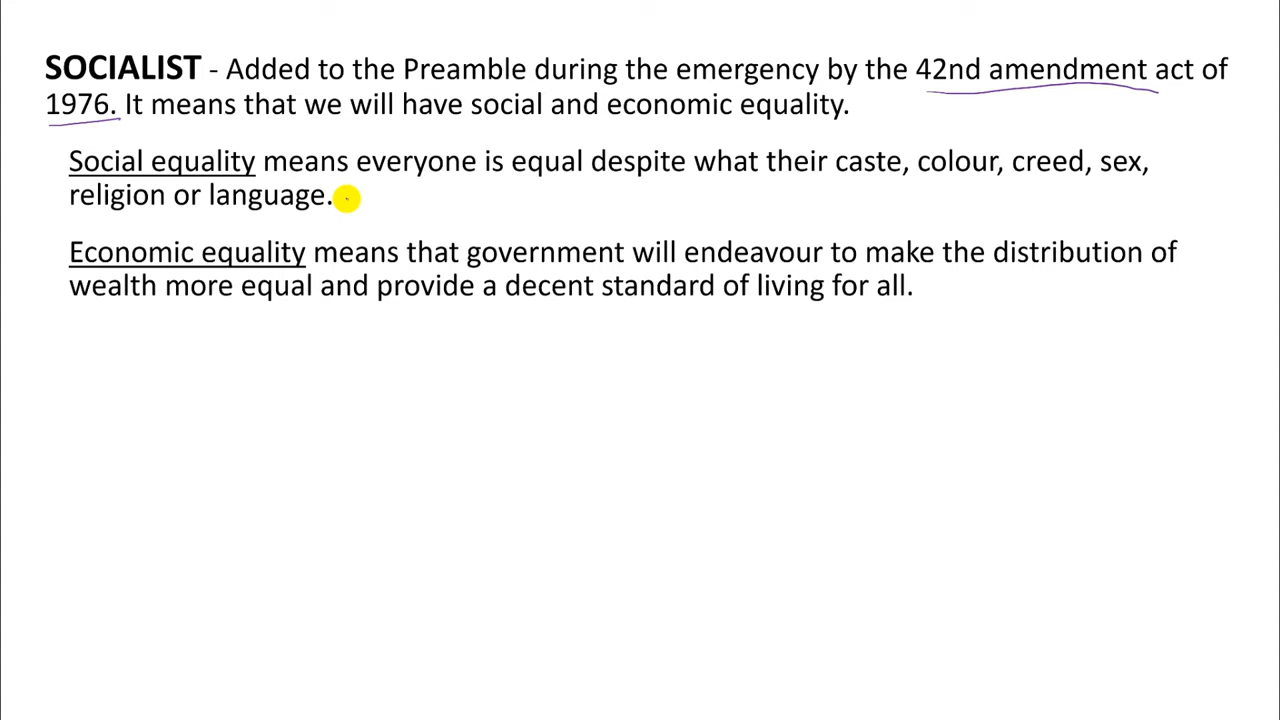 SOCIALIST - Added to the Preamble during the emergency by the 42nd amendment act of
1976. It means that we will have social and economic equality.
Social equality means everyone is equal despite what their caste, colour, creed, sex,
religion or language.
Economic equality means that government will endeavour to make the distribution of
wealth more equal and provide a decent standard of living for all.